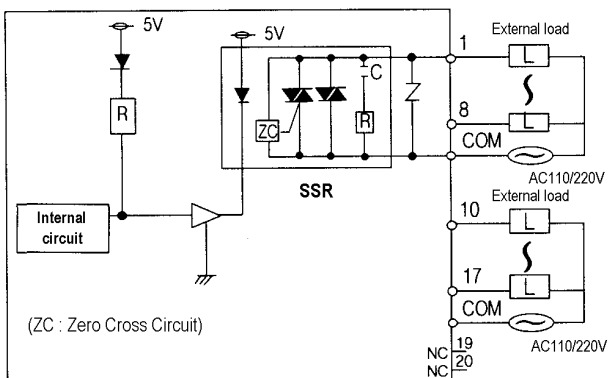 5V
5V
R
ZC
C
R
Z
SSR
Internal
circuit
(ZC : Zero Cross Circuit)
1
External load
L
8
L
COM
AC110/220V
External load
10
L
17
L
COM
AC110/220V
NC 19
NC 20